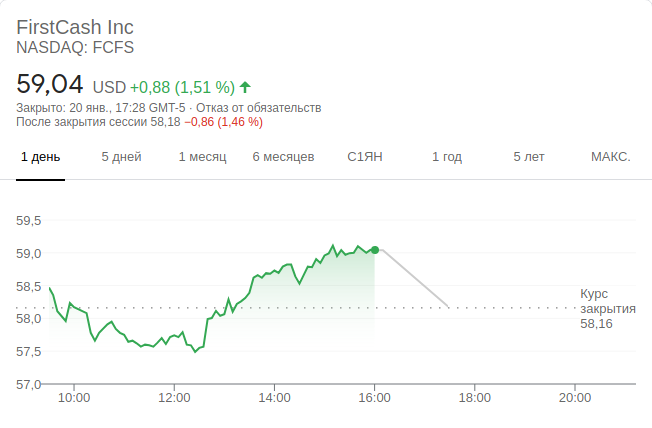 FirstCash Inc
NASDAQ: FCFS
59,04 USD +0,88 (1,51 %)
Закрыто: 20 янв., 17:28 GMT-5 · Отказ от обязательств
После закрытия сессии 58,18 −0,86 (1,46 %)
1 день 5 дней 1 месяц 6 месяцев С1ЯН 1 год 5 лет МАКС.
59,5
59,0
58,5
58,0
57,5
57,0
Курс
закрытия
58,16
10:00 12:00 14:00 16:00 18:00 20:00